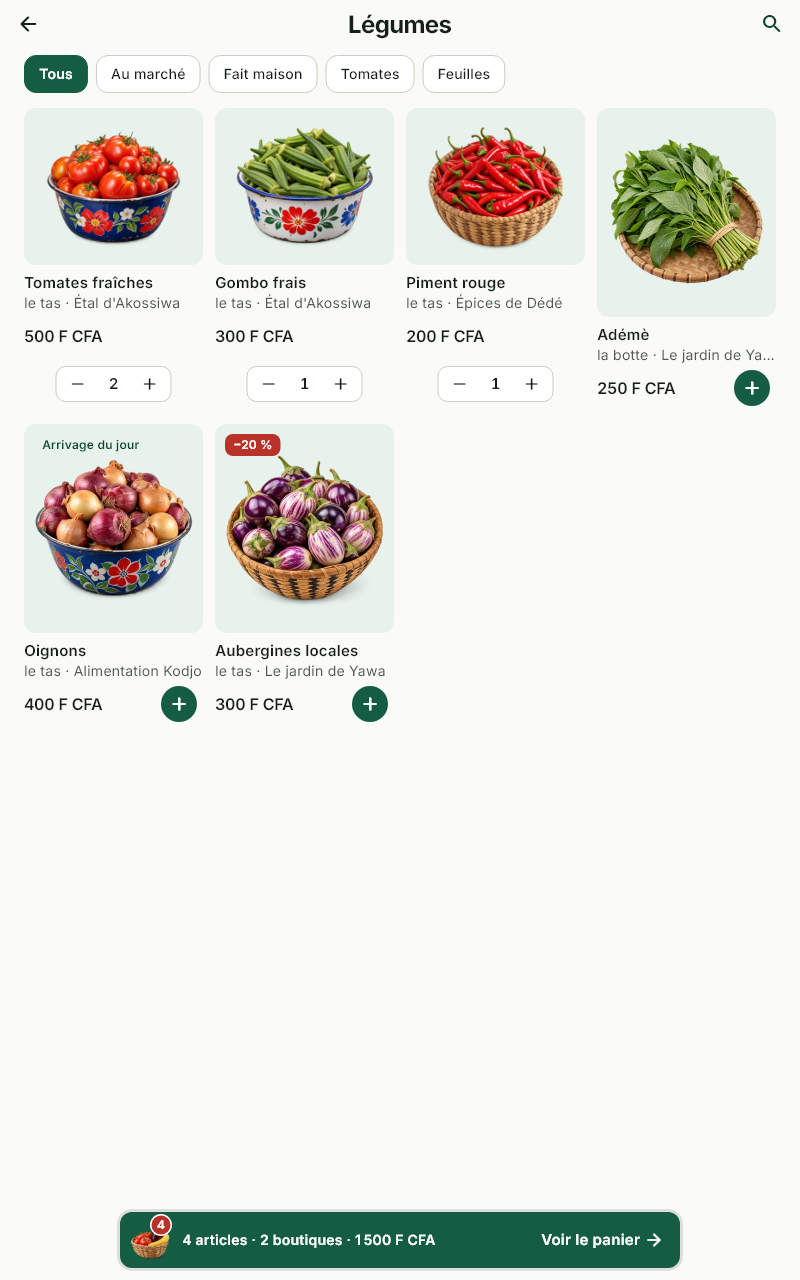 Légumes
Tous
Au marché
Fait maison
Tomates
Feuilles
Tomates fraîches
le tas · Étal d'Akossiwa
500 F CFA
2
Gombo frais
le tas · Étal d'Akossiwa
300 F CFA
1
Piment rouge
le tas · Épices de Dédé
200 F CFA
1
Adémè
la botte · Le jardin de Ya...
250 F CFA
Arrivage du jour
Oignons
le tas · Alimentation Kodjo
400 F CFA
−20 %
Aubergines locales
le tas · Le jardin de Yawa
300 F CFA
4
4 articles · 2 boutiques · 1 500 F CFA
Voir le panier →